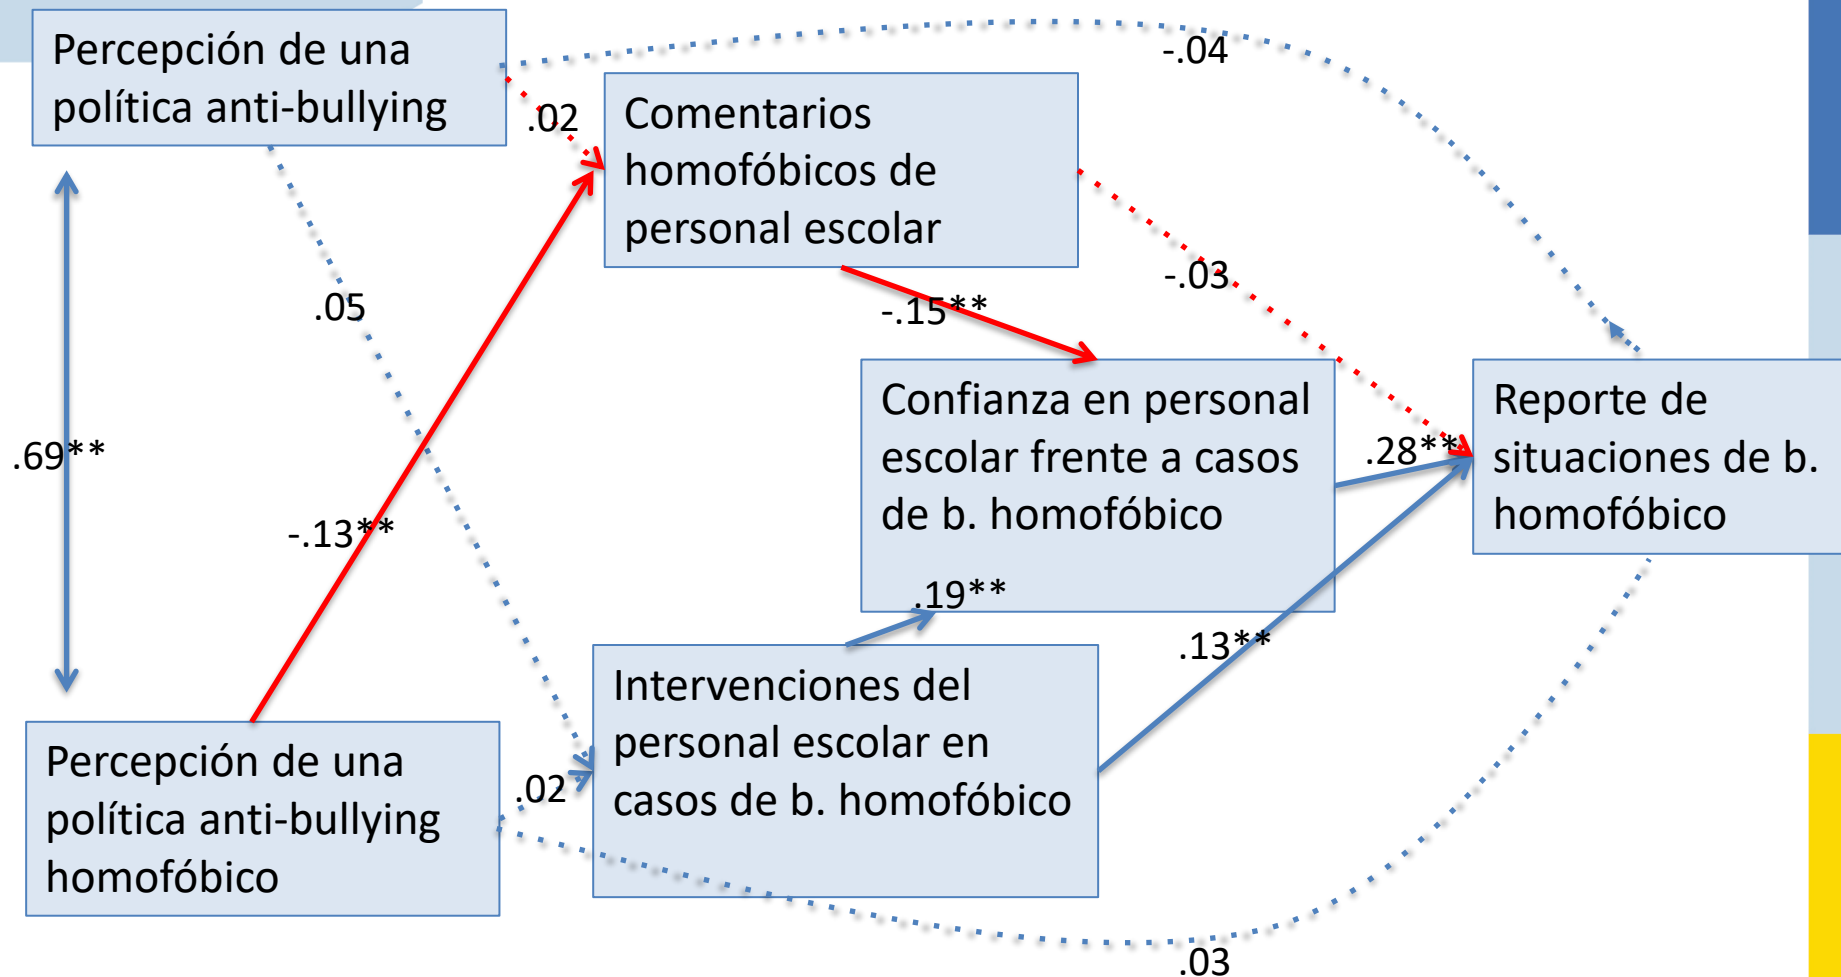 Percepción de una
política anti-bullying
-.04
.02
Comentarios
homofóbicos de
personal escolar
.05
-.03
-.15**
Confianza en personal
escolar frente a casos
de b. homofóbico
.28**
Reporte de
situaciones de b.
homofóbico
.69**
-.13**
.19**
.13**
Intervenciones del
personal escolar en
casos de b. homofóbico
Percepción de una
política anti-bullying
homofóbico
.02
.03